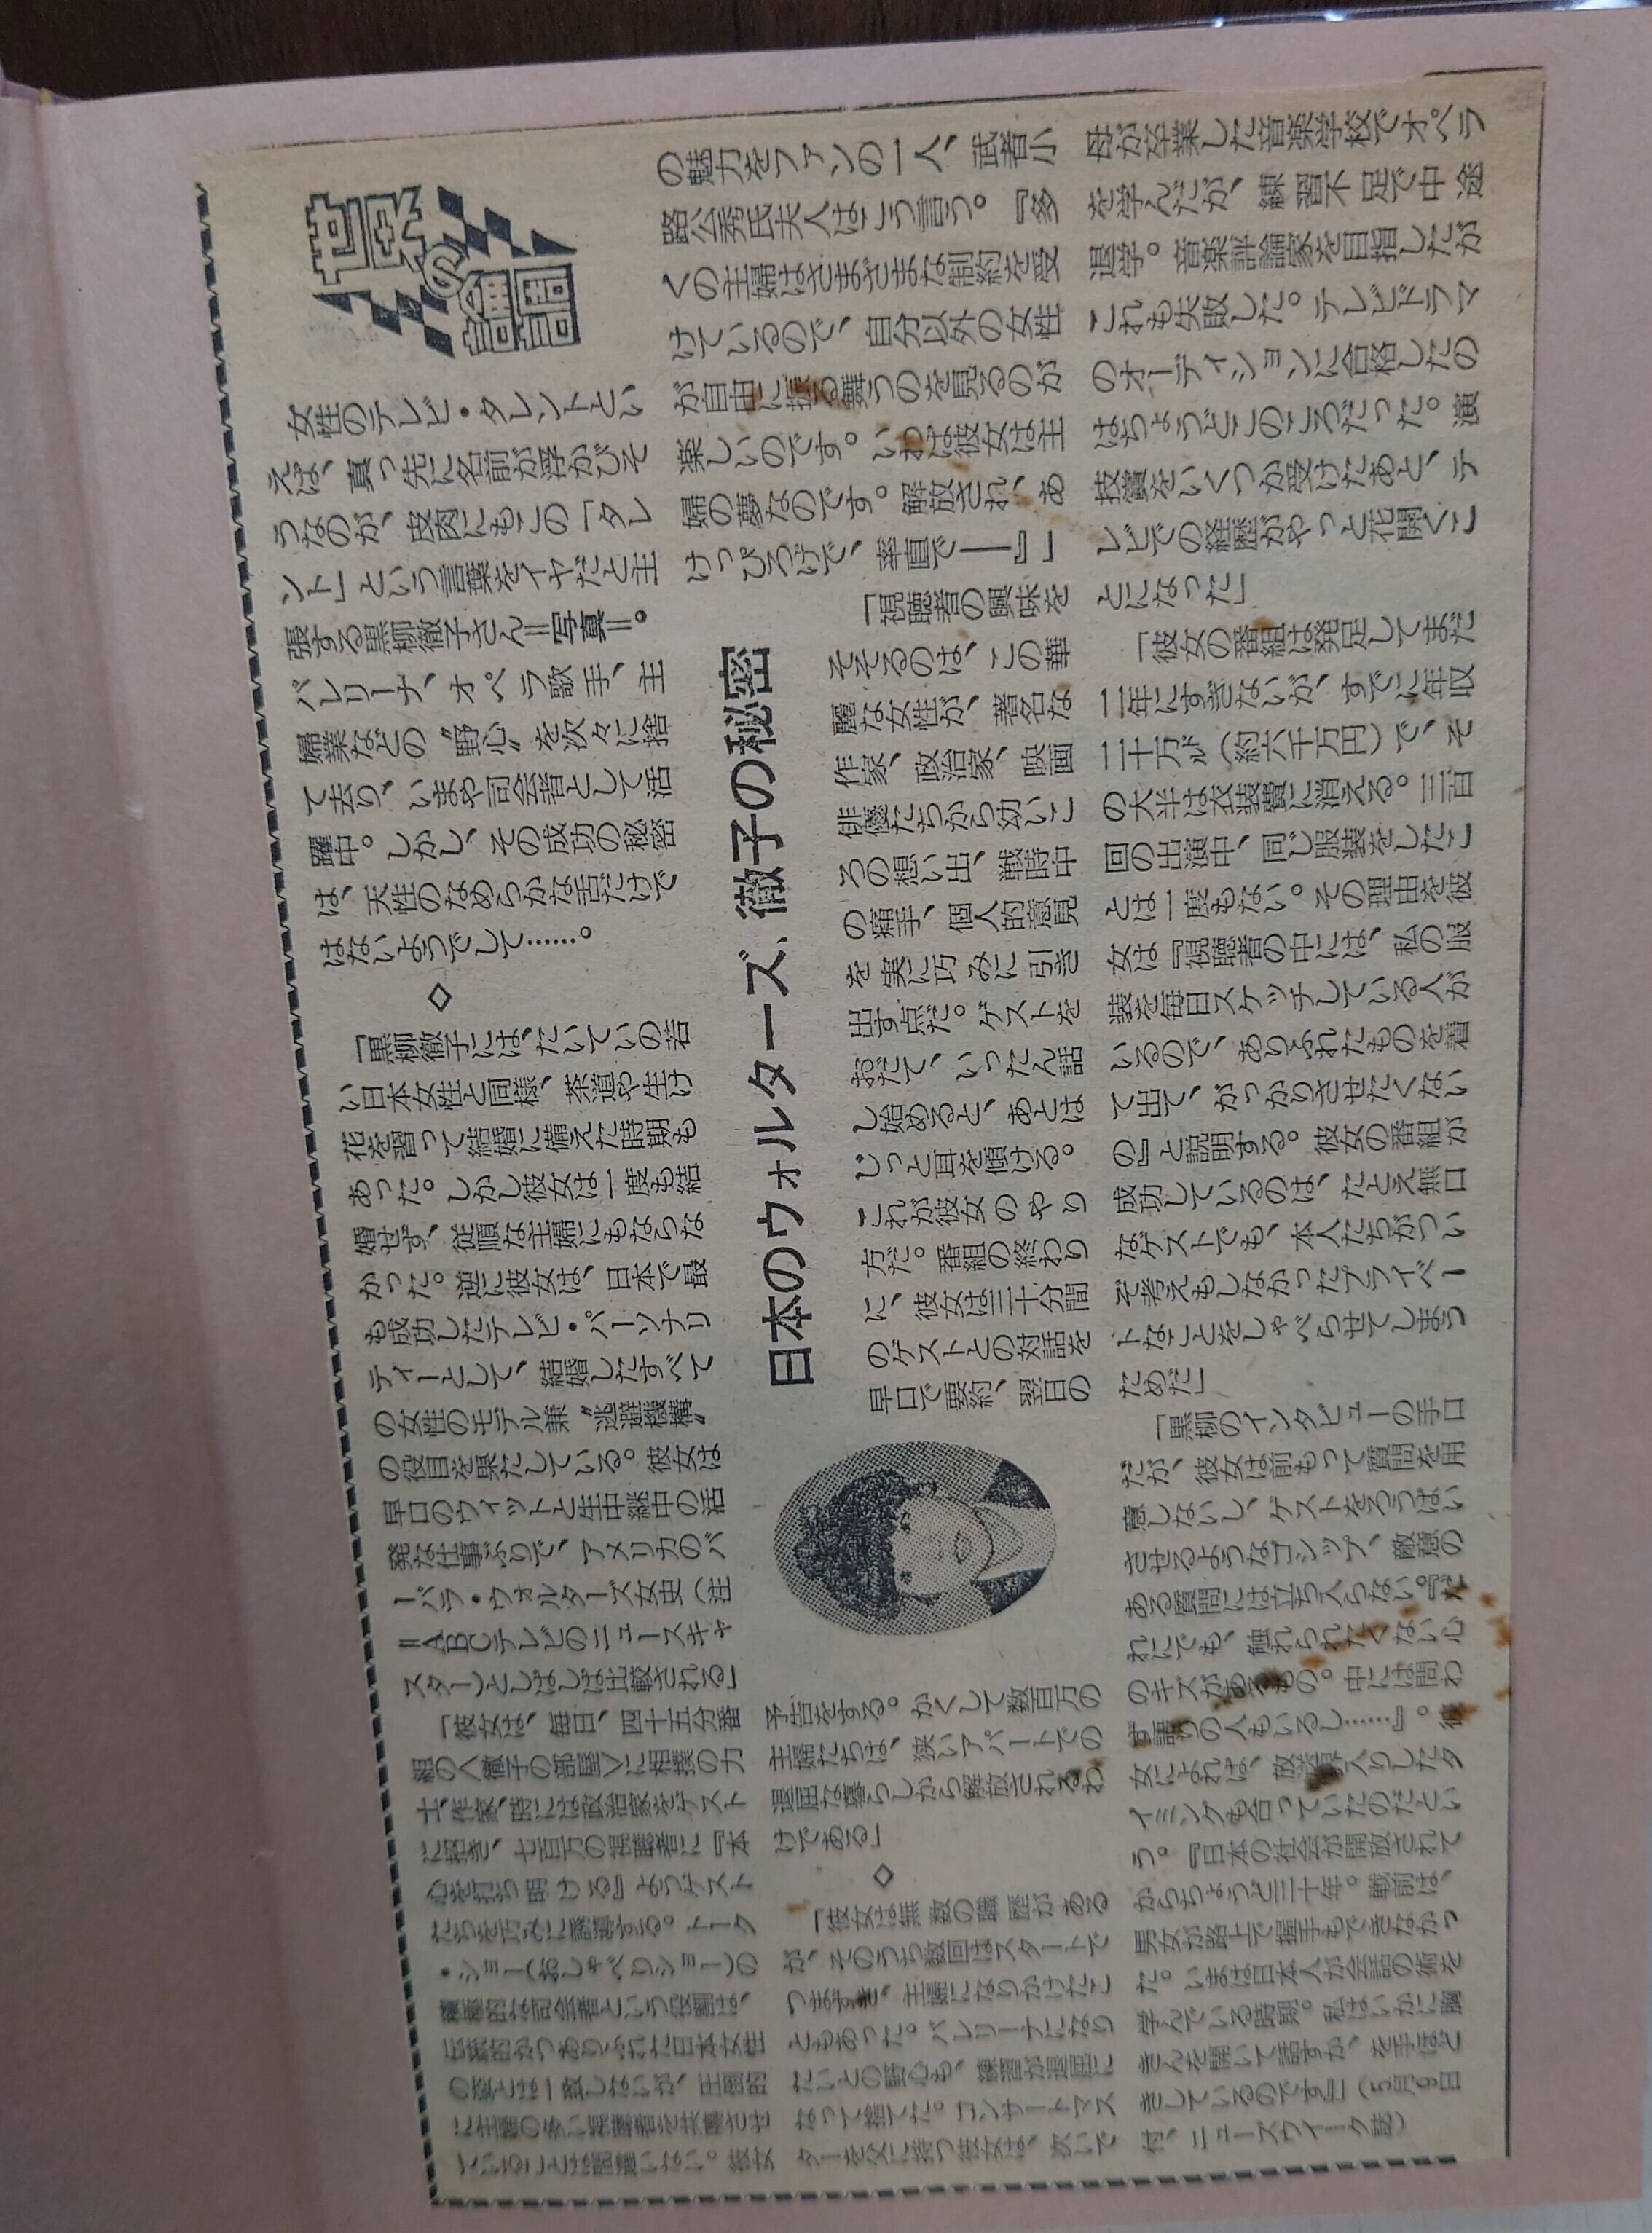 世界の話題
女性のテレビ・タレントとい
えば、真っ先に名前が浮かびそ
うなのが、皮肉にもこの「タレ
ント」という言葉をイヤだと主
張する黒柳徹子さん＝写真＝。
バレリーナ、オペラ歌手、主
婦業などの〝野心〟を次々に捨
て去り、いまや司会者として活
躍中。しかし、その成功の秘密
は、天性のなめらかな舌だけで
はないようでして……。
◇
「黒柳徹子には、たいていの若
い日本女性と同様、茶道や生け
花を習って結婚に備えた時期も
あった。しかし彼女は一度も結
婚せず、従順な主婦にもならな
かった。逆に彼女は、日本で最
も成功したテレビ・パーソナリ
ティーとして、結婚したすべて
の女性のモデル兼〝逃避機構〟
の役目を果たしている。彼女は
早口のウィットと生中継中の活
発な仕事ぶりで、アメリカのバ
ーバラ・ウォルターズ女史（注
＝ＡＢＣテレビのニュースキャ
スター）としばしば比較される」
「彼女は、毎日、四十五分番
組の〈徹子の部屋〉に相撲の力
士、作家、時には政治家をゲスト
に招き、七百万の視聴者に『本
心を打ち明ける』ようゲスト
たちを巧みに誘導する。トーク
・ショー（おしゃべりショー）の
積極的な司会者という役割は、
伝統的かつありふれた日本女性
の姿とは一致しないが、圧倒的
に主婦の多い視聴者を共鳴させ
ていることは間違いない。彼女
の魅力をファンの一人、武者小
路公秀氏夫人はこう言う。『多
くの主婦はさまざまな制約を受
けているので、自分以外の女性
が自由に振る舞うのを見るのが
楽しいのです。いわば彼女は主
婦の夢なのです。解放され、あ
けっぴろげで、率直で――』」
日本のウォルターズ、徹子の秘密
「視聴者の興味を
そそるのは、この華
麗な女性が、著名な
作家、政治家、映画
俳優たちから幼いこ
ろの想い出、戦時中
の痛手、個人的意見
を実に巧みに引き
出す点だ。ゲストを
おだて、いったん話
し始めると、あとは
じっと耳を傾ける。
これが彼女のやり
方だ。番組の終わり
に、彼女は三十分間
のゲストとの対話を
早口で要約、翌日の
予告をする。かくして数百万の
主婦たちは、狭いアパートでの
退屈な暮らしから解放されるわ
けである」
◇
「彼女は無数の職歴がある
が、そのうち数回はスタートで
つまずき、主婦になりかけたこ
ともあった。バレリーナになり
たいとの野心も、練習が退屈に
なって捨てた。コンサートマス
ターを父に持つ彼女は、次いで
母が卒業した音楽学校でオペラ
を学んだが、練習不足で中途
退学。音楽評論家を目指したが
これも失敗した。テレビドラマ
のオーディションに合格したの
はちょうどこのころだった。演
技賞をいくつか受けたあと、テ
レビでの経歴がやっと花開くこ
とになった」
「彼女の番組は発足してまだ
二年にすぎないが、すでに年収
二十万㌦（約六千万円）で、そ
の大半は衣装費に消える。三百
回の出演中、同じ服装をしたこ
とは一度もない。その理由を彼
女は『視聴者の中には、私の服
装を毎日スケッチしている人が
いるので、ありふれたものを着
て出て、がっかりさせたくない
の』と説明する。彼女の番組が
成功しているのは、たとえ無口
なゲストでも、本人たちがつい
ぞ考えもしなかったプライベー
トなことをしゃべらせてしまう
ためだ」
「黒柳のインタビューの手口
だが、彼女は前もって質問を用
意しないし、ゲストをろうばい
させるようなゴシップ、敵意の
ある質問には立ち入らない。『だ
れにでも、触れられたくない心
のキズがあるもの。中には問わ
ず語りの人もいるし……』。彼
女によれば、放送界入りしたタ
イミングも合っていたのだとい
う。『日本の社会が開放されて
からちょうど三十年。戦前は、
男女が路上で握手もできなかっ
た。いまは日本人が会話の術を
学んでいる時期。私はいかに胸
きんを開いて話すか、を手ほど
きしているのです』」（５月９日
付、ニューズウイーク誌）